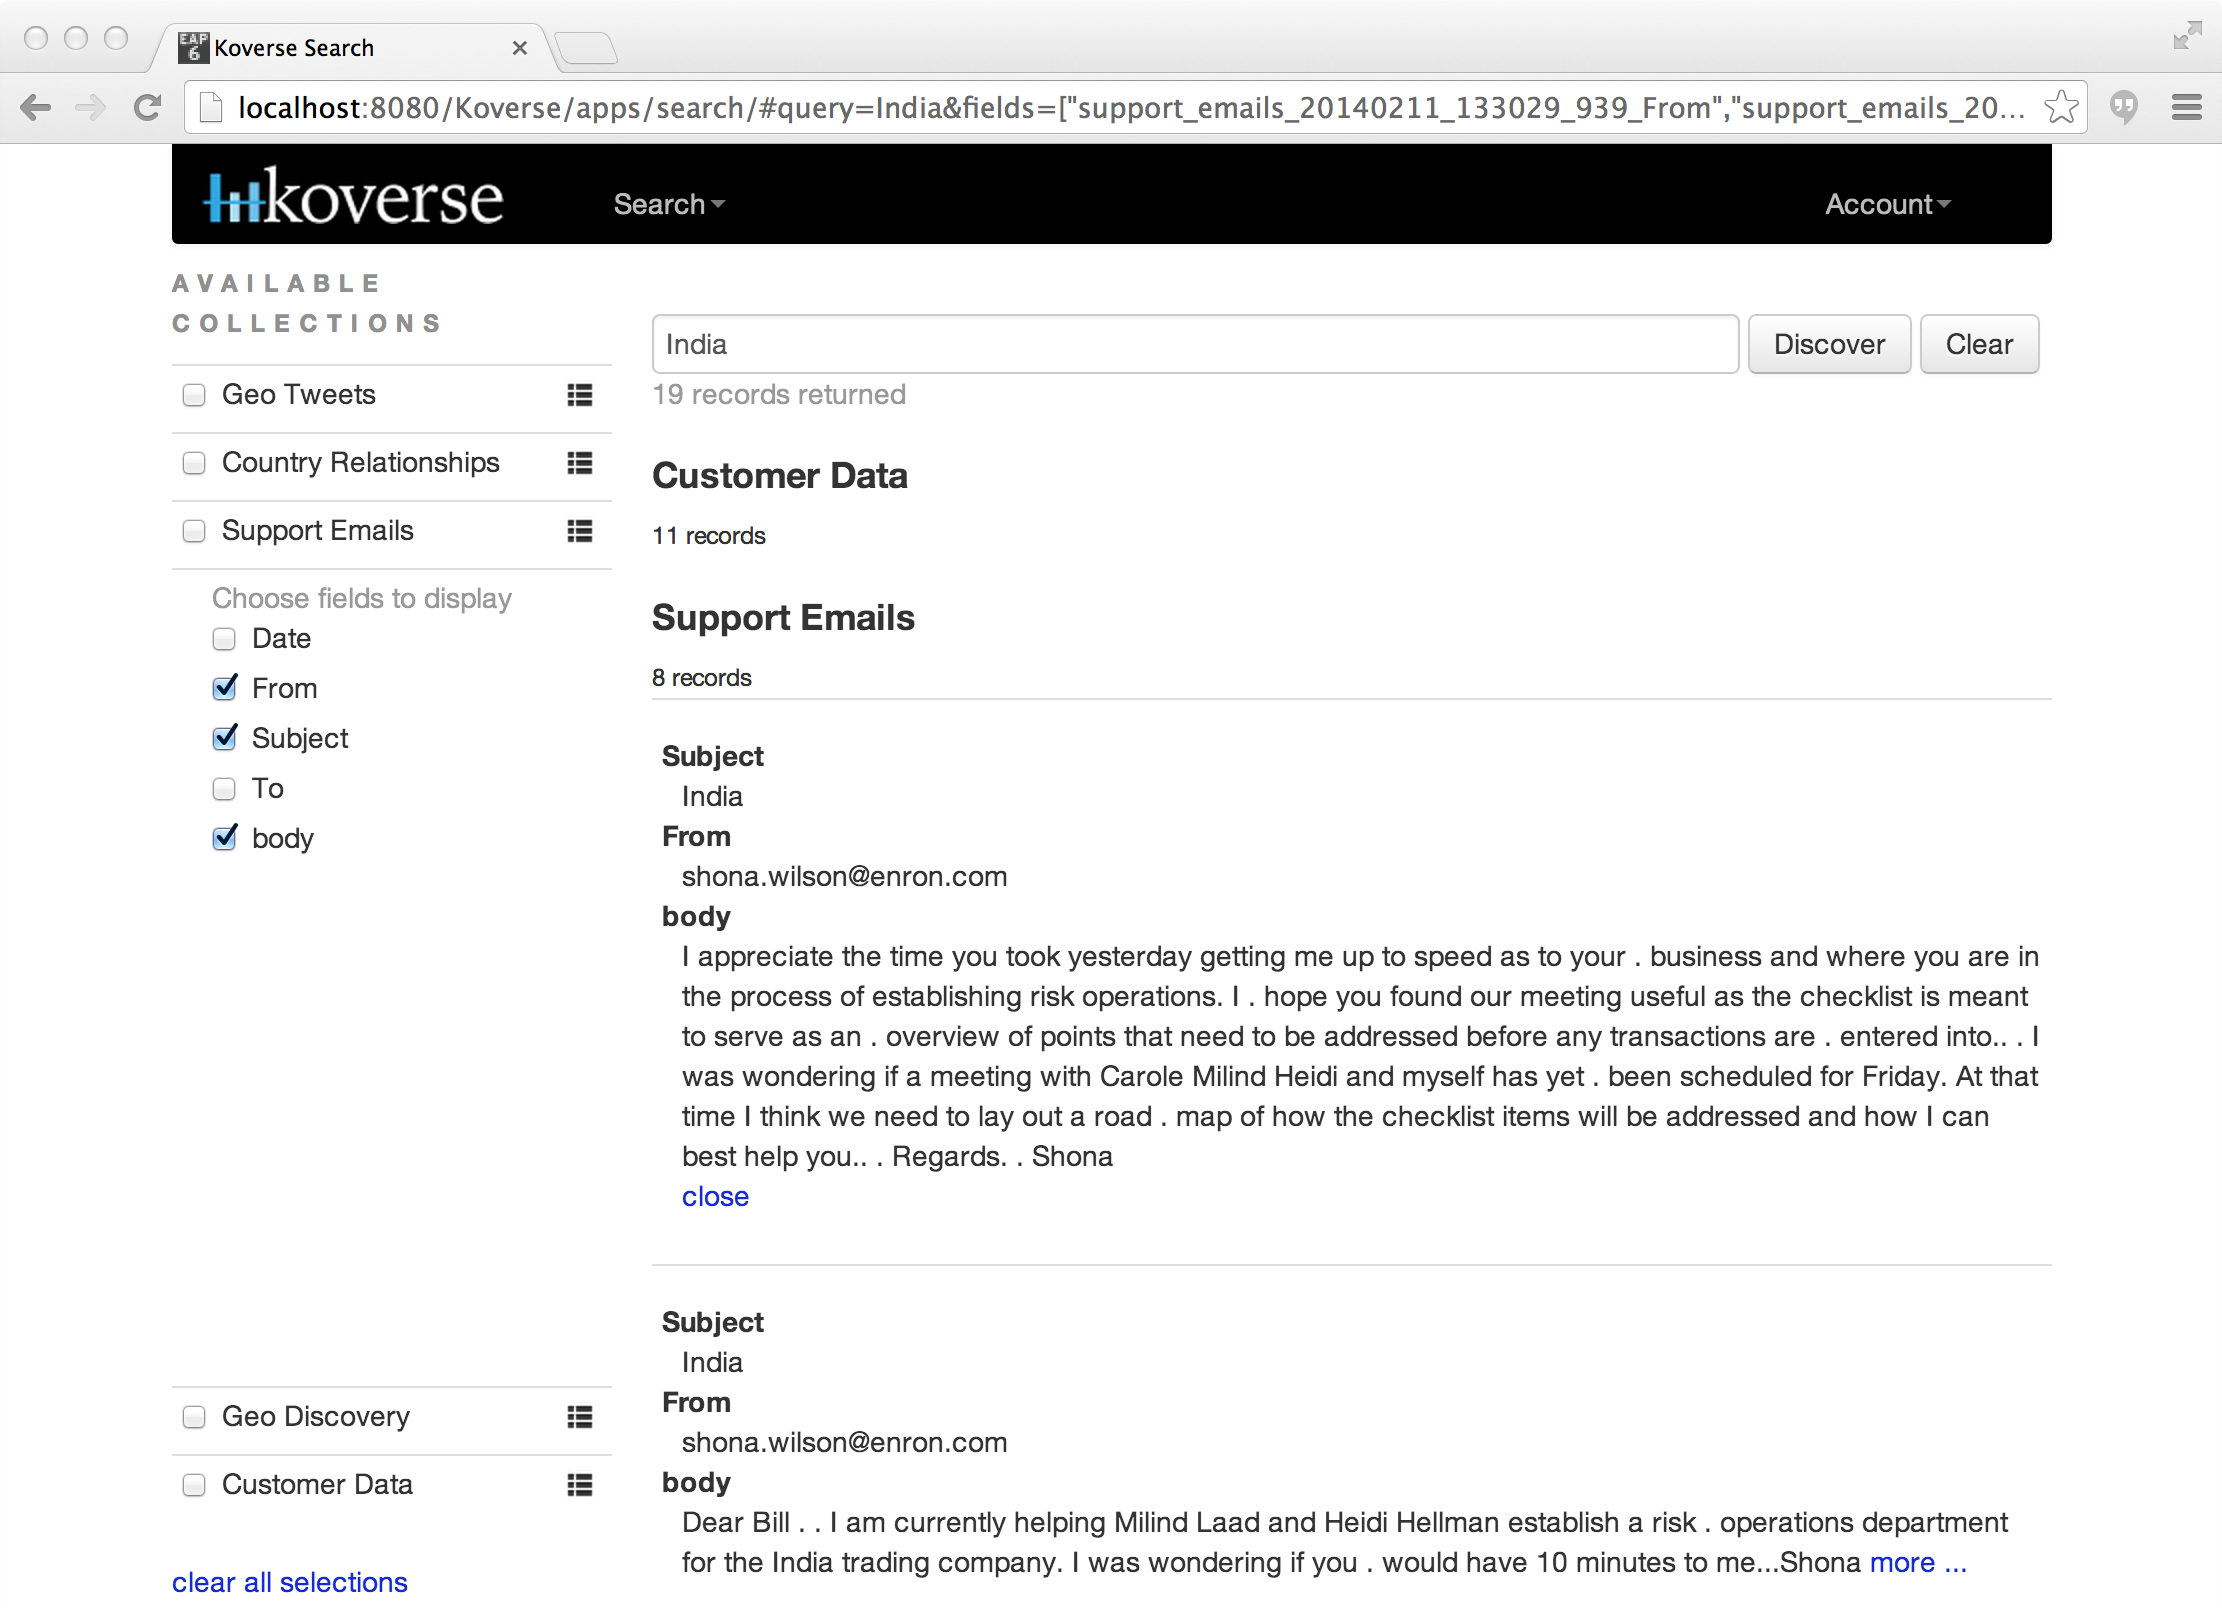 EAP
6
Koverse Search
localhost:8080/Koverse/apps/search/#query=India&fields=["support_emails_20140211_133029_939_From","support_emails_20...
koverse
Search
Account
AVAILABLE
COLLECTIONS
Geo Tweets
Country Relationships
Support Emails
Choose fields to display
Date
From
Subject
To
body
Geo Discovery
Customer Data
clear all selections
India
Discover
Clear
19 records returned
Customer Data
11 records
Support Emails
8 records
Subject
India
From
shona.wilson@enron.com
body
I appreciate the time you took yesterday getting me up to speed as to your . business and where you are in
the process of establishing risk operations. I . hope you found our meeting useful as the checklist is meant
to serve as an . overview of points that need to be addressed before any transactions are . entered into.. . I
was wondering if a meeting with Carole Milind Heidi and myself has yet . been scheduled for Friday. At that
time I think we need to lay out a road . map of how the checklist items will be addressed and how I can
best help you.. . Regards. . Shona
close
Subject
India
From
shona.wilson@enron.com
body
Dear Bill . . I am currently helping Milind Laad and Heidi Hellman establish a risk . operations department
for the India trading company. I was wondering if you . would have 10 minutes to me...Shona more ...